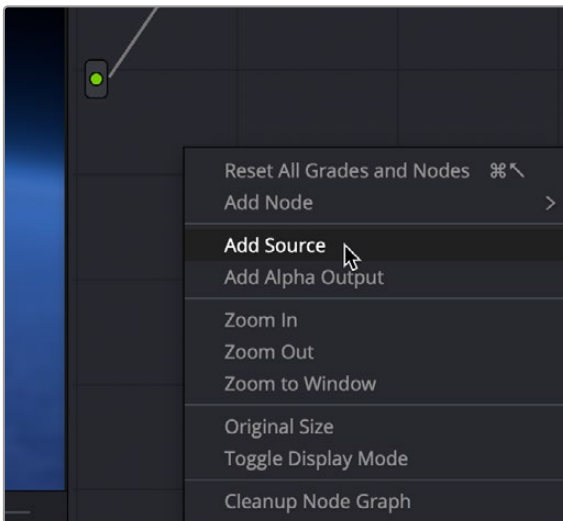 Reset All Grades and Nodes ⌘↖
Add Node >
Add Source
Add Alpha Output
Zoom In
Zoom Out
Zoom to Window
Original Size
Toggle Display Mode
Cleanup Node Graph